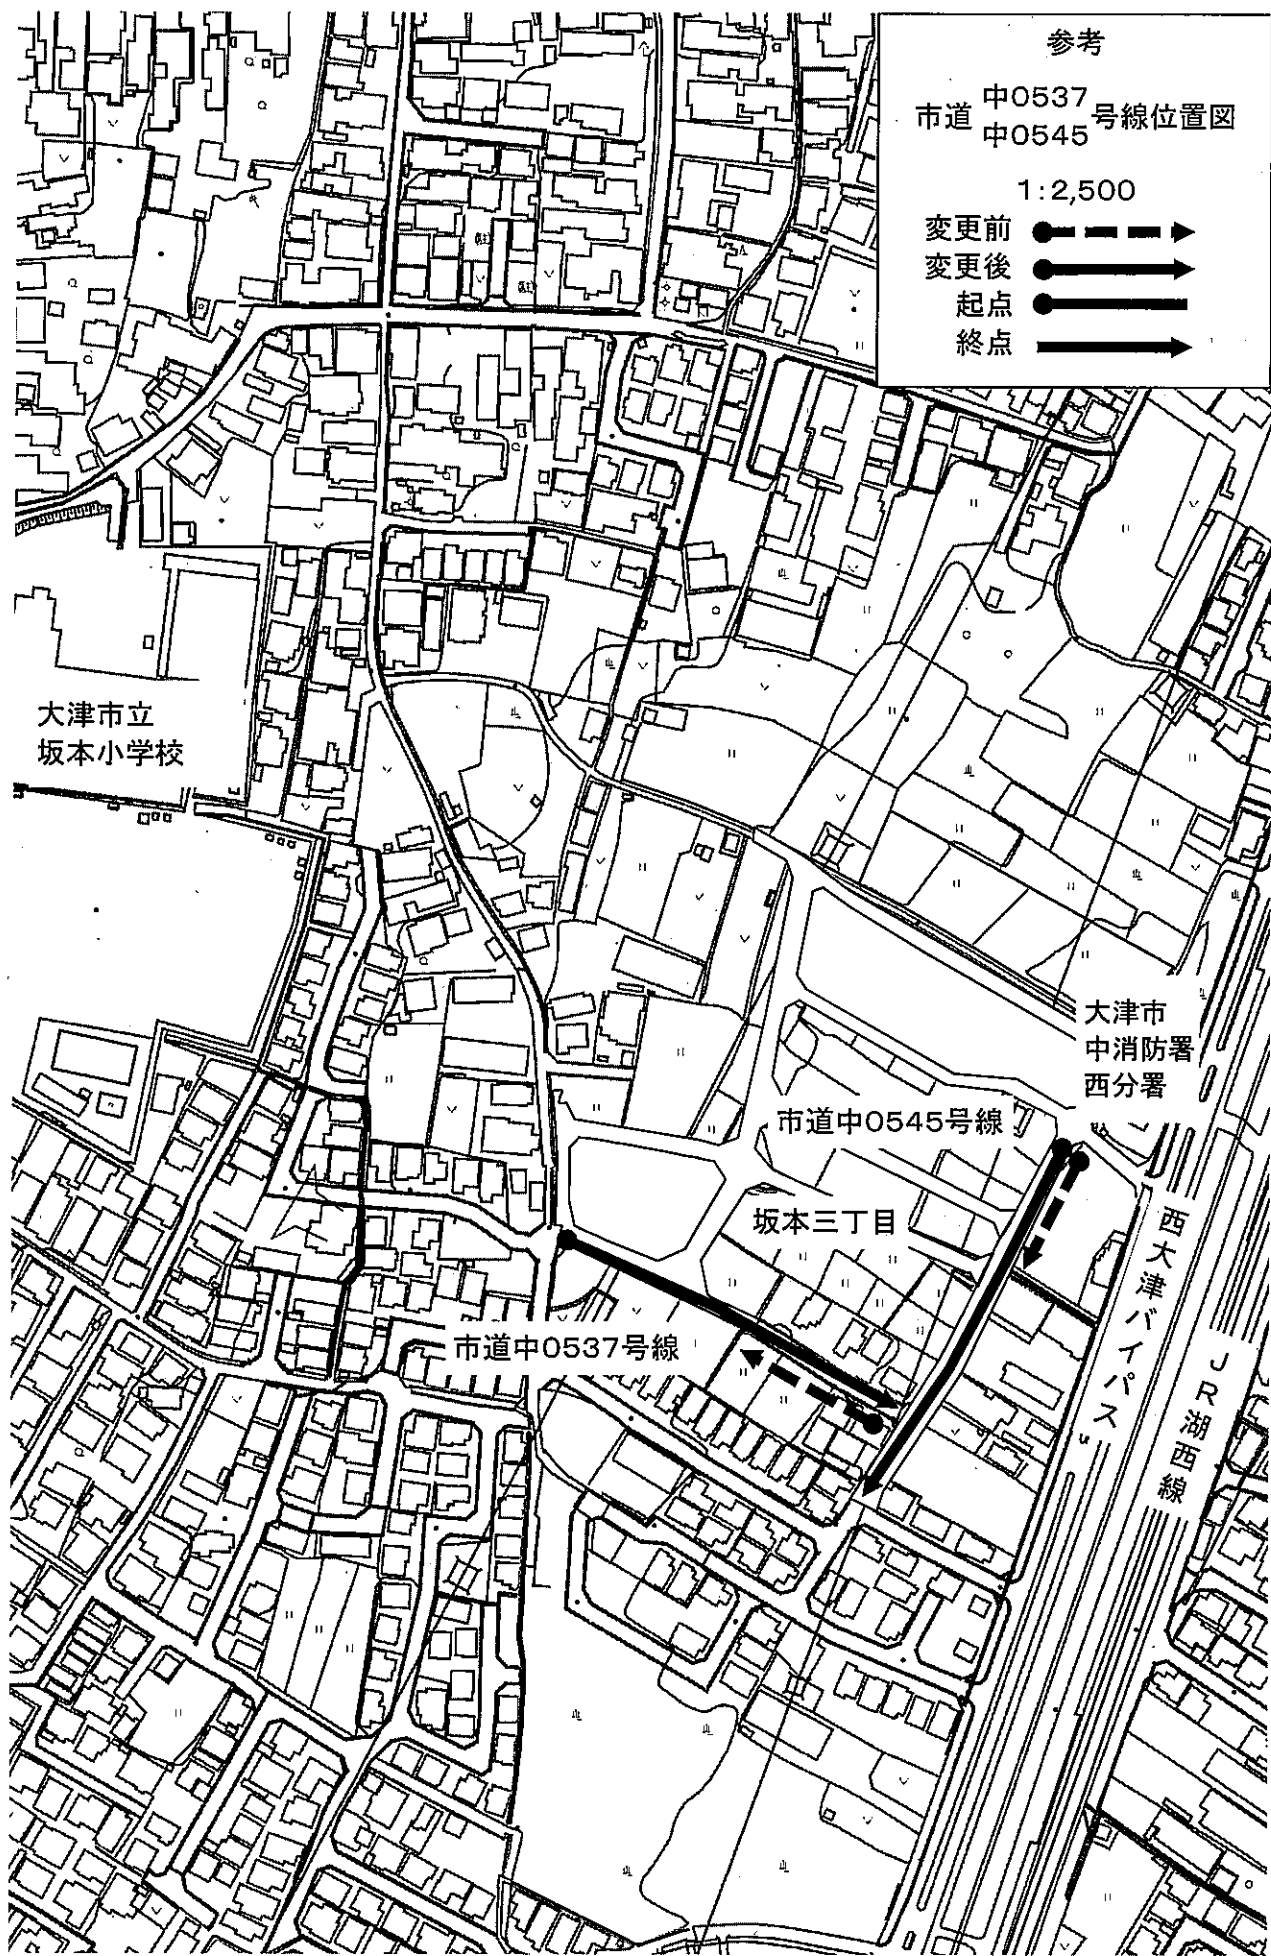 参考
市道 中0537 号線位置図
中0545
1:2,500
変更前
変更後
起点
終点
大津市立
坂本小学校
大津市
中消防署
西分署
市道中0545号線
坂本三丁目
市道中0537号線
西大津バイパス
JR湖西線